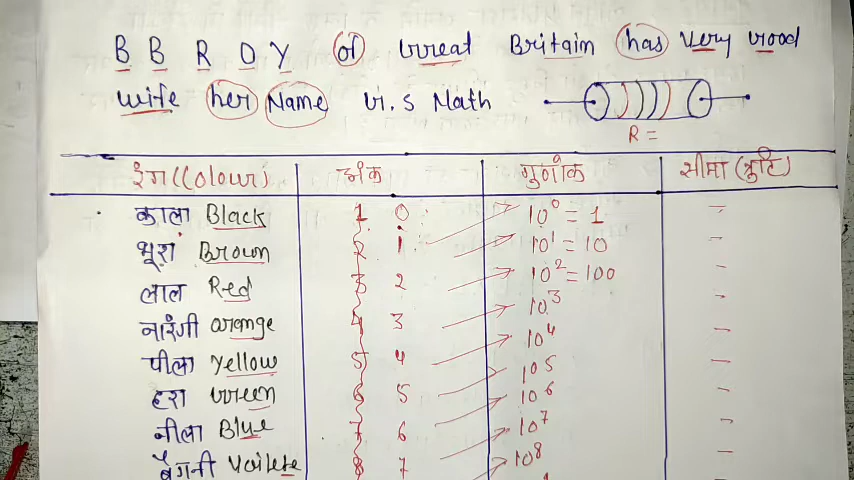 B B R O Y of Great Britain has Very Good
wife her Name G.S Math
R =
रंग(Colour) अंक गुणांक सीमा (त्रुटि)
काला Black 1 0 10⁰ = 1 –
भूरा Brown 2 1 10¹ = 10 –
लाल Red 3 2 10² = 100 –
नारंगी orange 4 3 10³ –
पीला Yellow 5 4 10⁴ –
हरा Green 6 5 10⁵ –
नीला Blue 7 6 10⁶ –
बैगनी Vailete 8 7 10⁷ –
10⁸